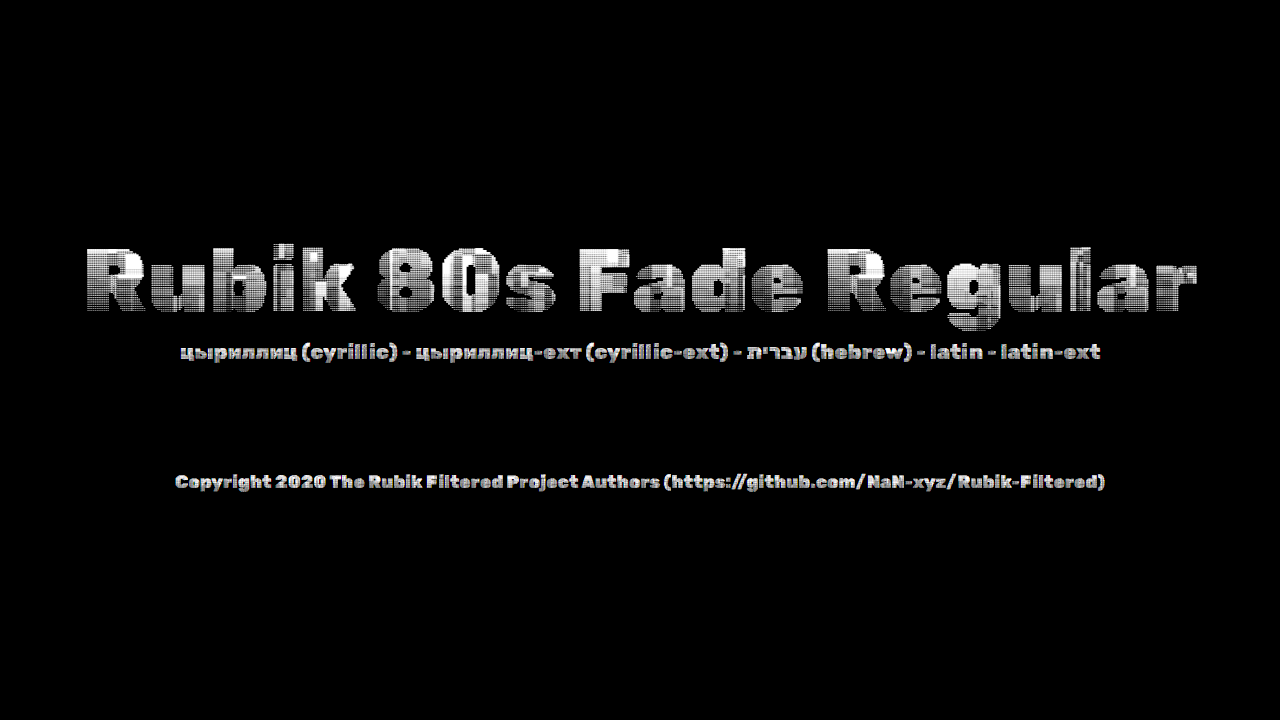 Rubik 80s Fade Regular
цыриллиц (cyrillic) - цыриллиц-ехт (cyrillic-ext) - עברית (hebrew) - latin - latin-ext
Copyright 2020 The Rubik Filtered Project Authors (https://github.com/NaN-xyz/Rubik-Filtered)